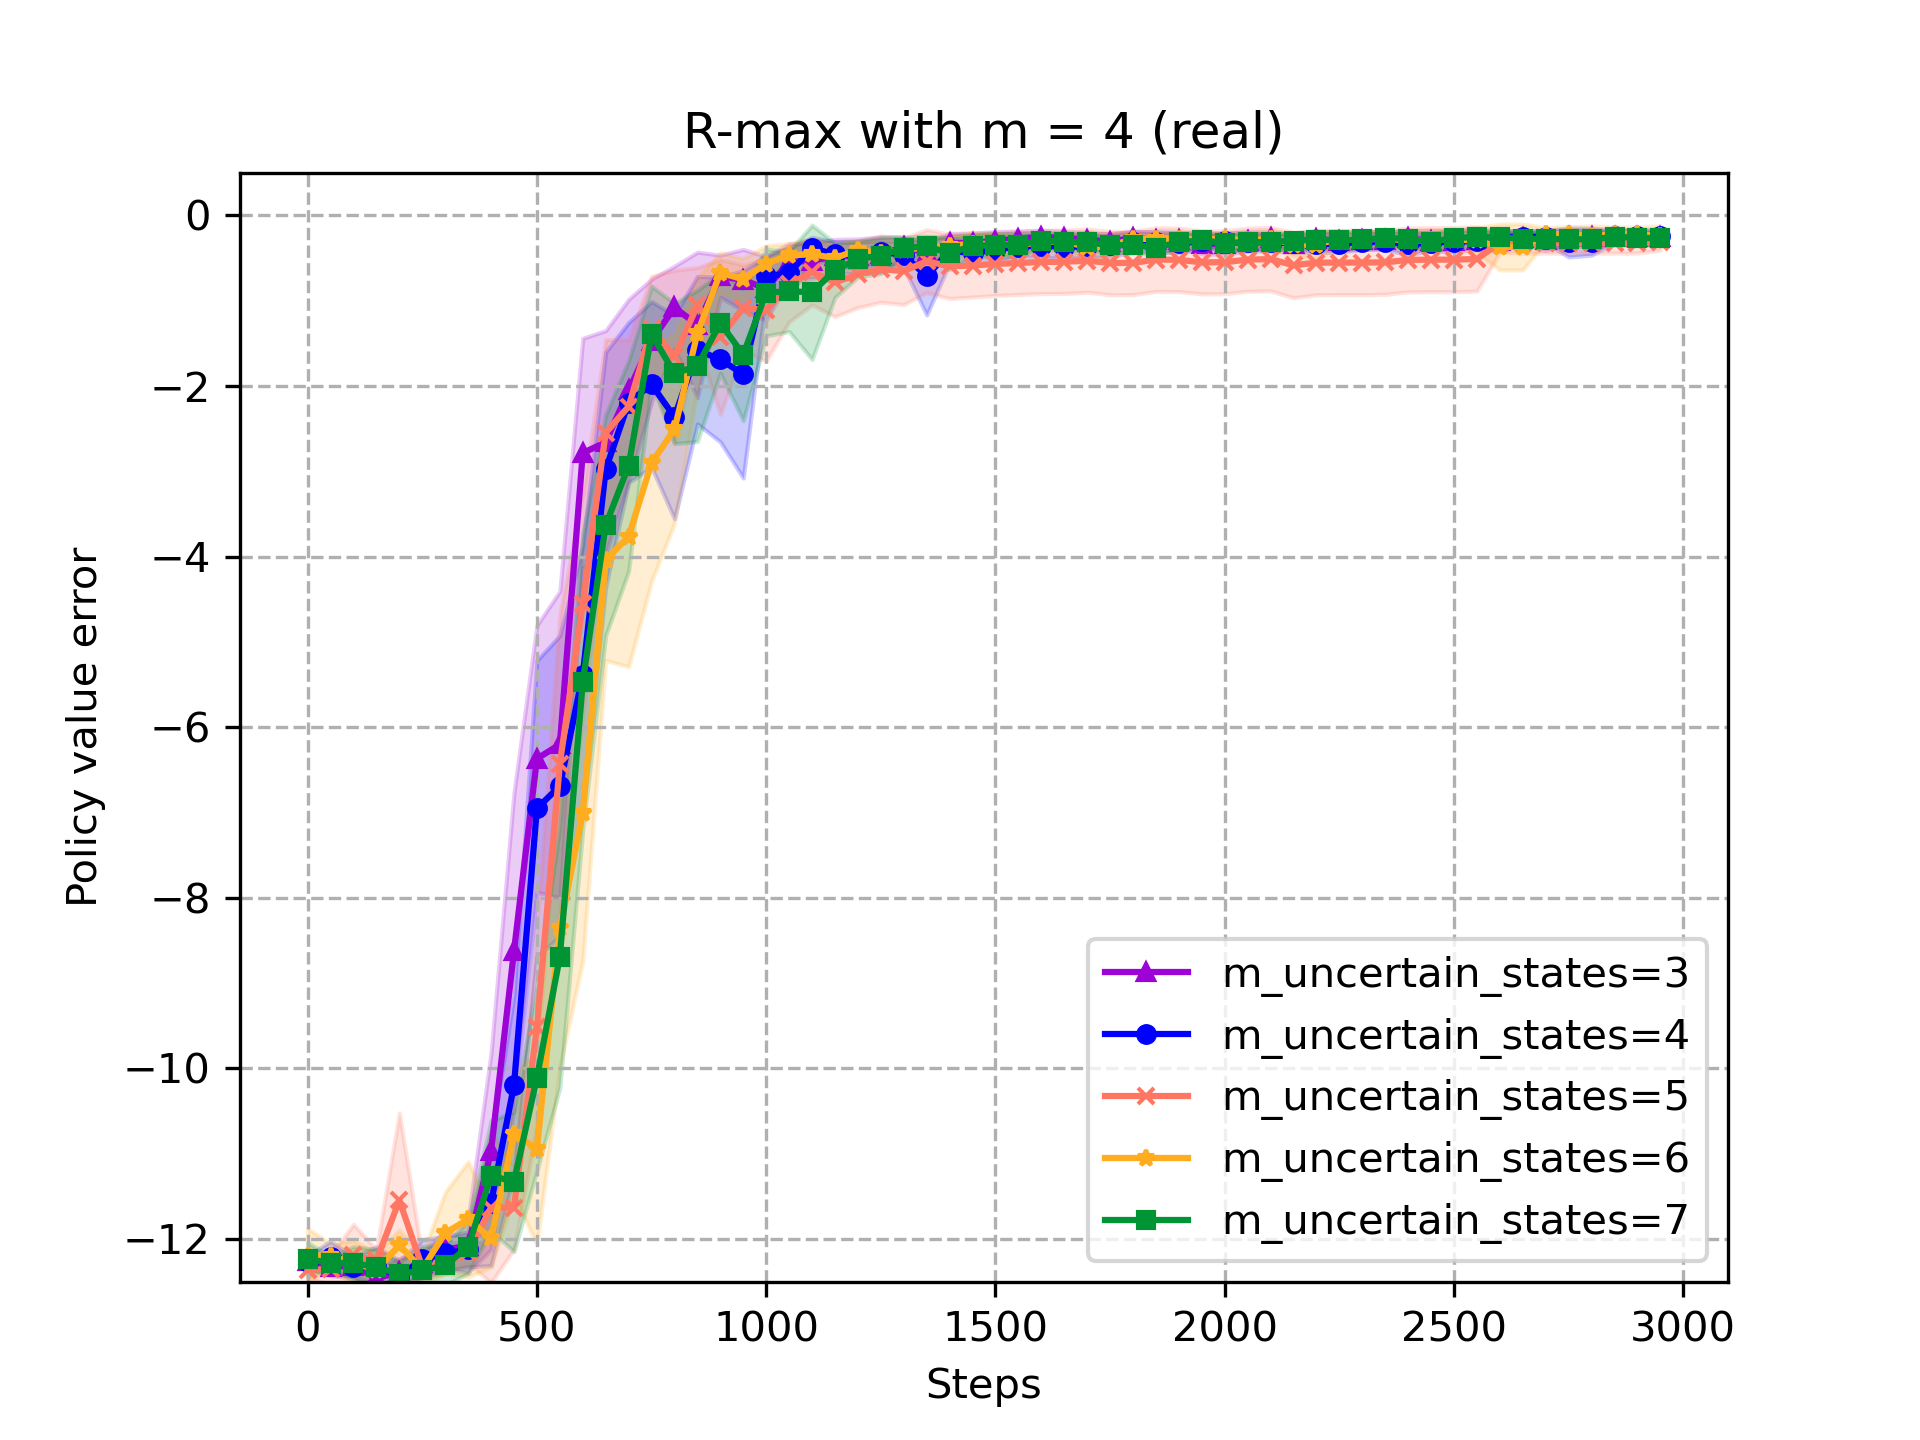 R-max with m = 4 (real)
Policy value error
0
−2
−4
−6
−8
−10
−12
0 500 1000 1500 2000 2500 3000
Steps
m_uncertain_states=3
m_uncertain_states=4
m_uncertain_states=5
m_uncertain_states=6
m_uncertain_states=7